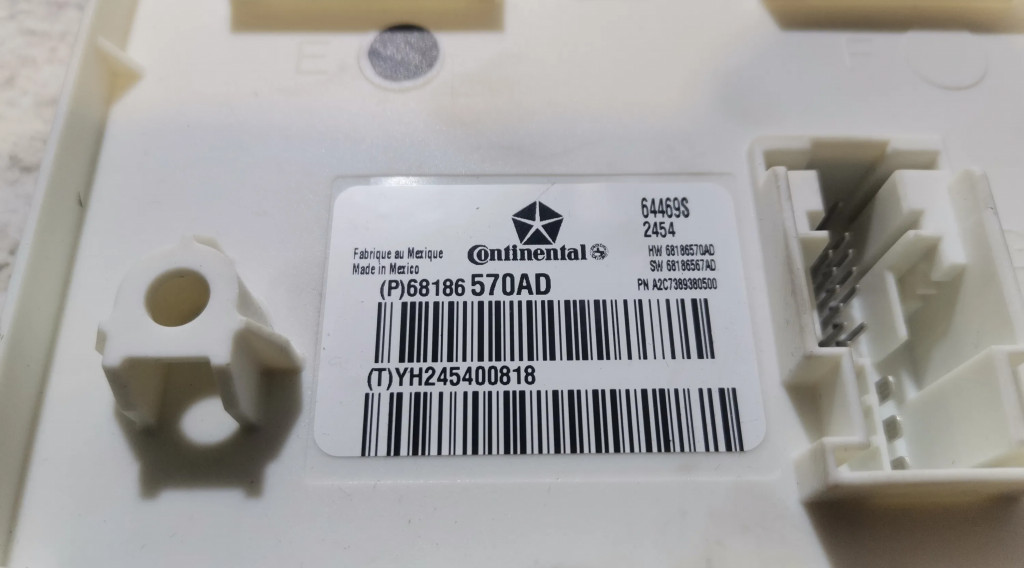 E
F
Fabrique au Mexique
Made in Mexico
Continental
64469S
2454
HW 68186570AD
SW 68186567AD
PN A2C7389380500
(P)68186 570AD
(T)YH245400818